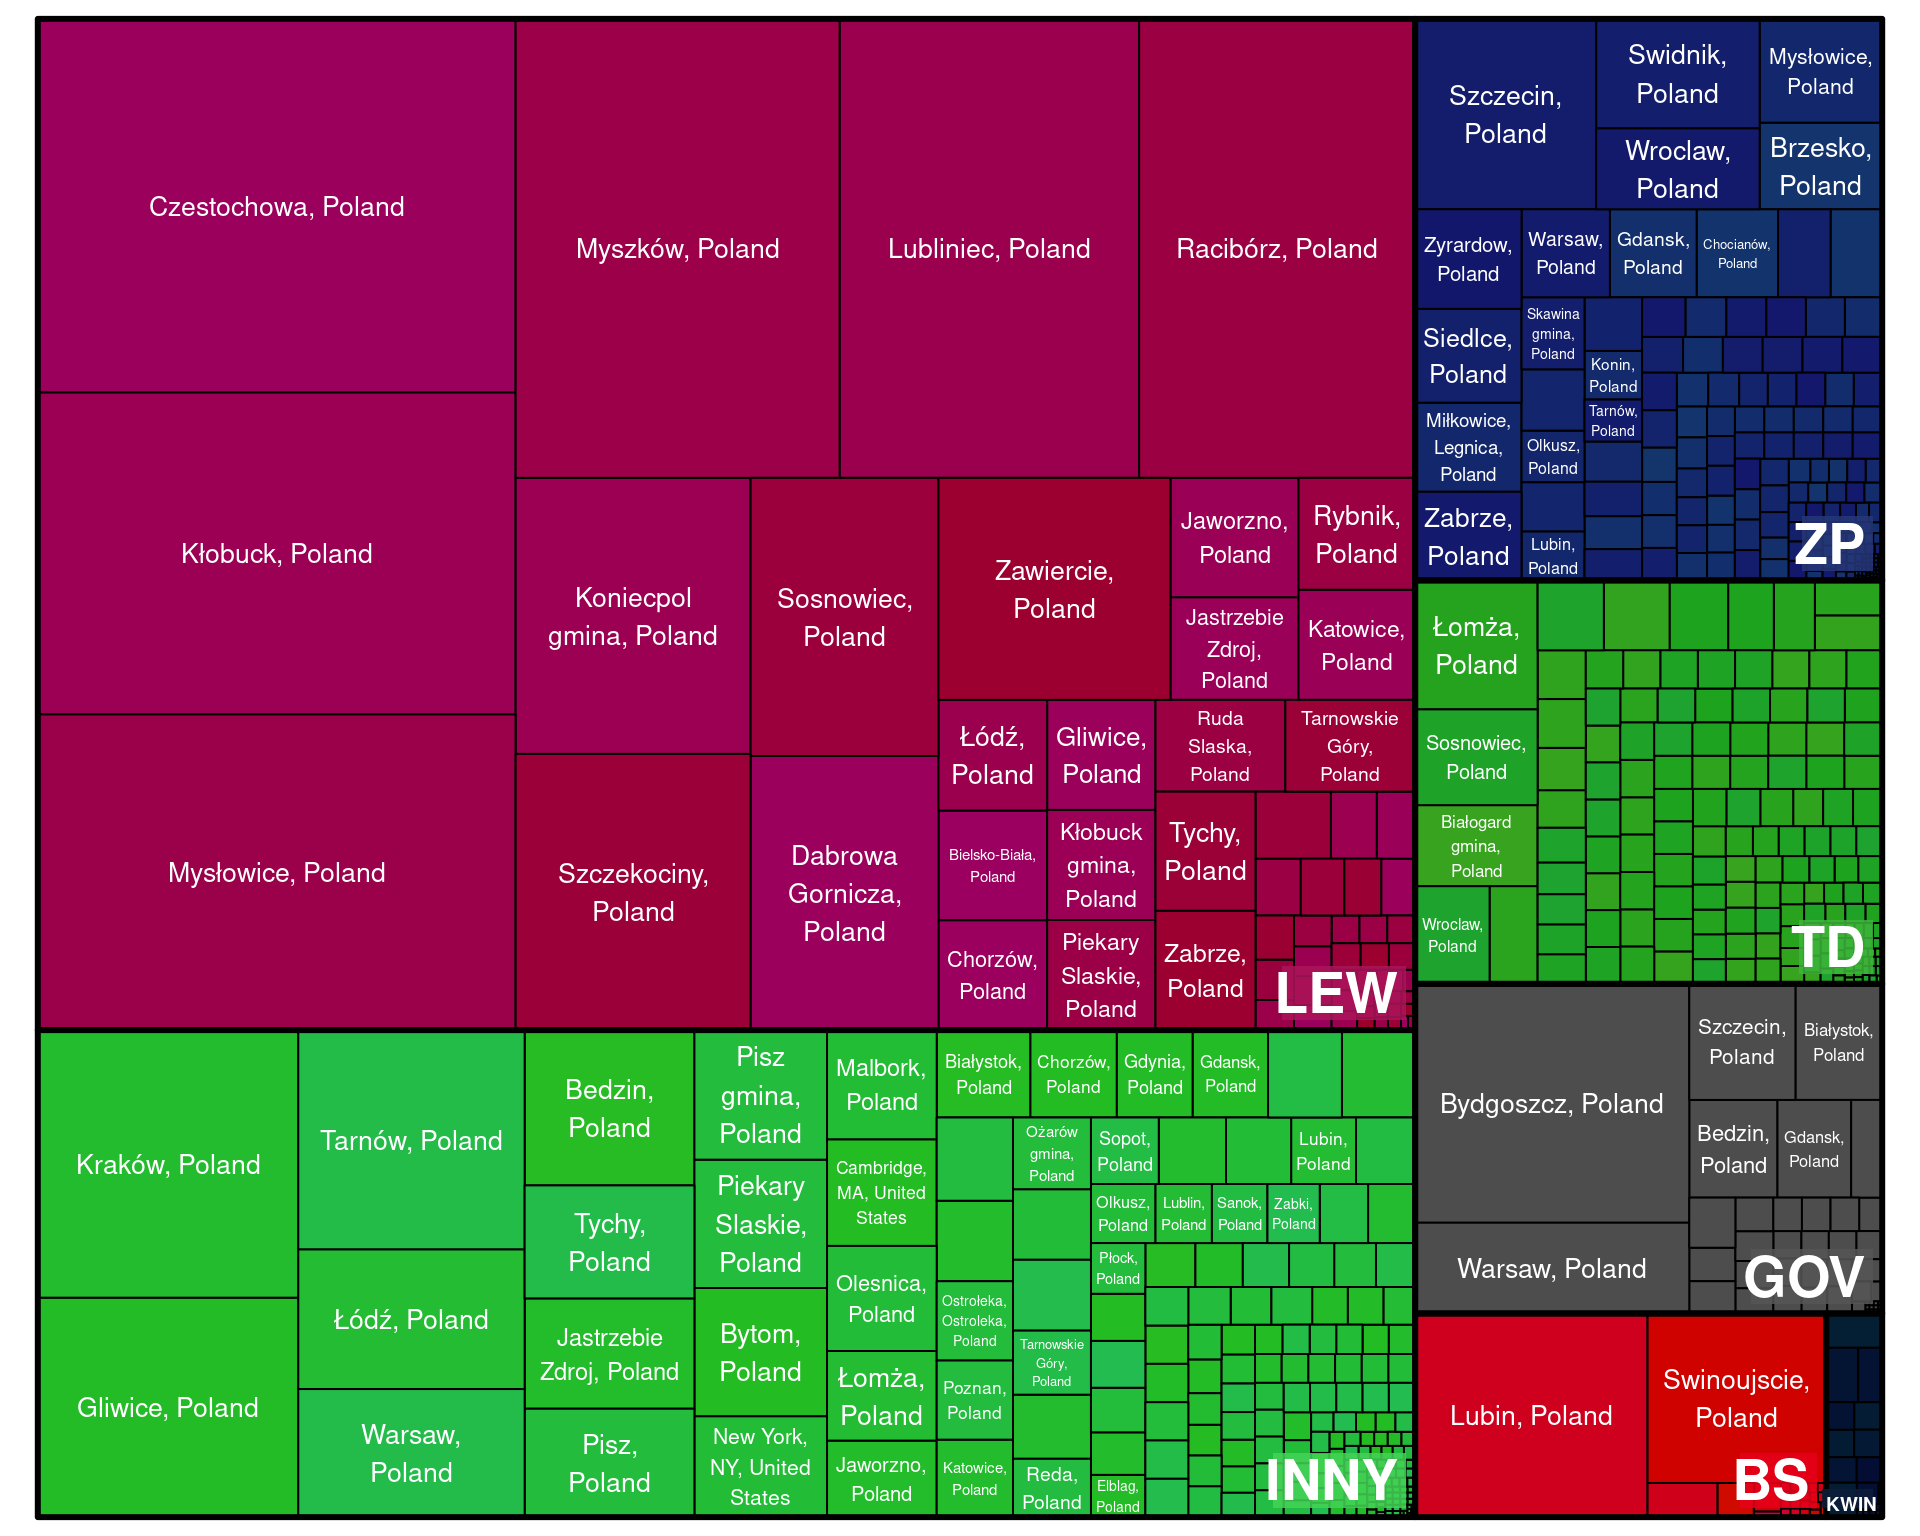 Czestochowa, Poland
Kłobuck, Poland
Mysłowice, Poland
Myszków, Poland
Lubliniec, Poland
Racibórz, Poland
Koniecpol
gmina, Poland
Szczekociny,
Poland
Sosnowiec,
Poland
Dabrowa
Gornicza,
Poland
Zawiercie,
Poland
Jaworzno,
Poland
Jastrzebie
Zdroj,
Poland
Rybnik,
Poland
Katowice,
Poland
Łódź,
Poland
Bielsko-Biała,
Poland
Chorzów,
Poland
Gliwice,
Poland
Kłobuck
gmina,
Poland
Piekary
Slaskie,
Poland
Ruda
Slaska,
Poland
Tarnowskie
Góry,
Poland
Tychy,
Poland
Zabrze,
Poland
LEW
Kraków, Poland
Gliwice, Poland
Tarnów, Poland
Łódź, Poland
Warsaw,
Poland
Bedzin,
Poland
Tychy,
Poland
Jastrzebie
Zdroj, Poland
Pisz,
Poland
Pisz
gmina,
Poland
Piekary
Slaskie,
Poland
Bytom,
Poland
New York,
NY, United
States
Malbork,
Poland
Cambridge,
MA, United
States
Olesnica,
Poland
Łomża,
Poland
Jaworzno,
Poland
Białystok,
Poland
Chorzów,
Poland
Gdynia,
Poland
Gdansk,
Poland
Ostrołeka,
Ostroleka,
Poland
Poznan,
Poland
Katowice,
Poland
Ożarów
gmina,
Poland
Tarnowskie
Góry,
Poland
Reda,
Poland
Sopot,
Poland
Lubin,
Poland
Olkusz,
Poland
Lublin,
Poland
Sanok,
Poland
Zabki,
Poland
Płock,
Poland
Elblag,
Poland
INNY
Szczecin,
Poland
Swidnik,
Poland
Wroclaw,
Poland
Mysłowice,
Poland
Brzesko,
Poland
Zyrardow,
Poland
Siedlce,
Poland
Miłkowice,
Legnica,
Poland
Zabrze,
Poland
Warsaw,
Poland
Gdansk,
Poland
Chocianów,
Poland
Skawina
gmina,
Poland
Olkusz,
Poland
Lubin,
Poland
Konin,
Poland
Tarnów,
Poland
ZP
Łomża,
Poland
Sosnowiec,
Poland
Białogard
gmina,
Poland
Wroclaw,
Poland
TD
Bydgoszcz, Poland
Warsaw, Poland
Szczecin,
Poland
Białystok,
Poland
Bedzin,
Poland
Gdansk,
Poland
GOV
Lubin, Poland
Swinoujscie,
Poland
BS
KWIN